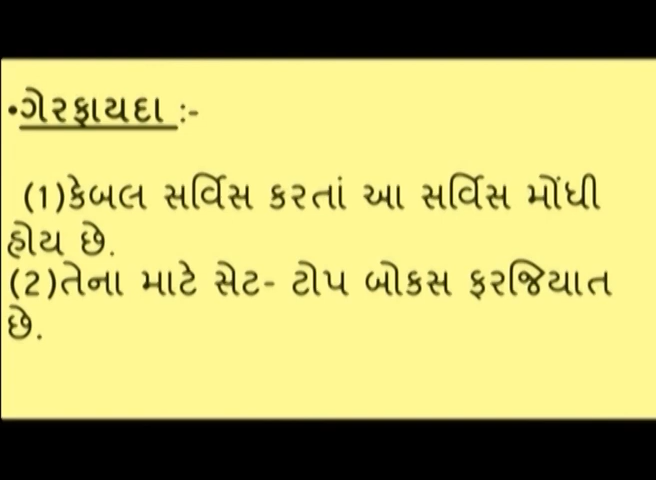 •ગેરફાયદા :-
(1)કેબલ સર્વિસ કરતાં આ સર્વિસ મોંઘી
હોય છે.
(2)તેના માટે સેટ- ટોપ બોકસ ફરજિયાત
છે.